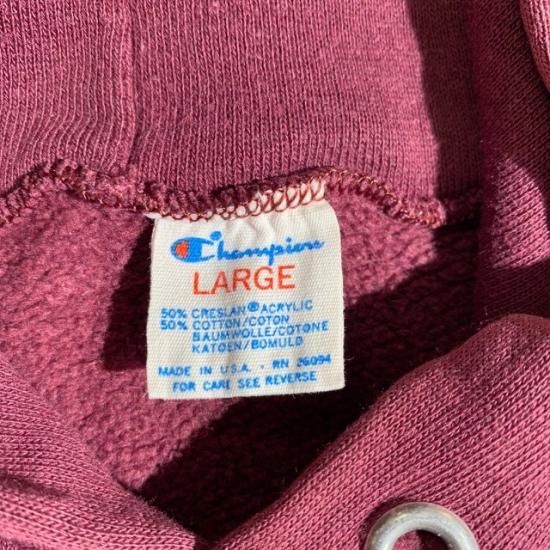 Champion
LARGE
50% CRESLAN® ACRYLIC
50% COTTON/COTON
BAUMWOLLE/COTONE
KATOEN/BOMULD
MADE IN U.S.A. • RN 26094
FOR CARE SEE REVERSE